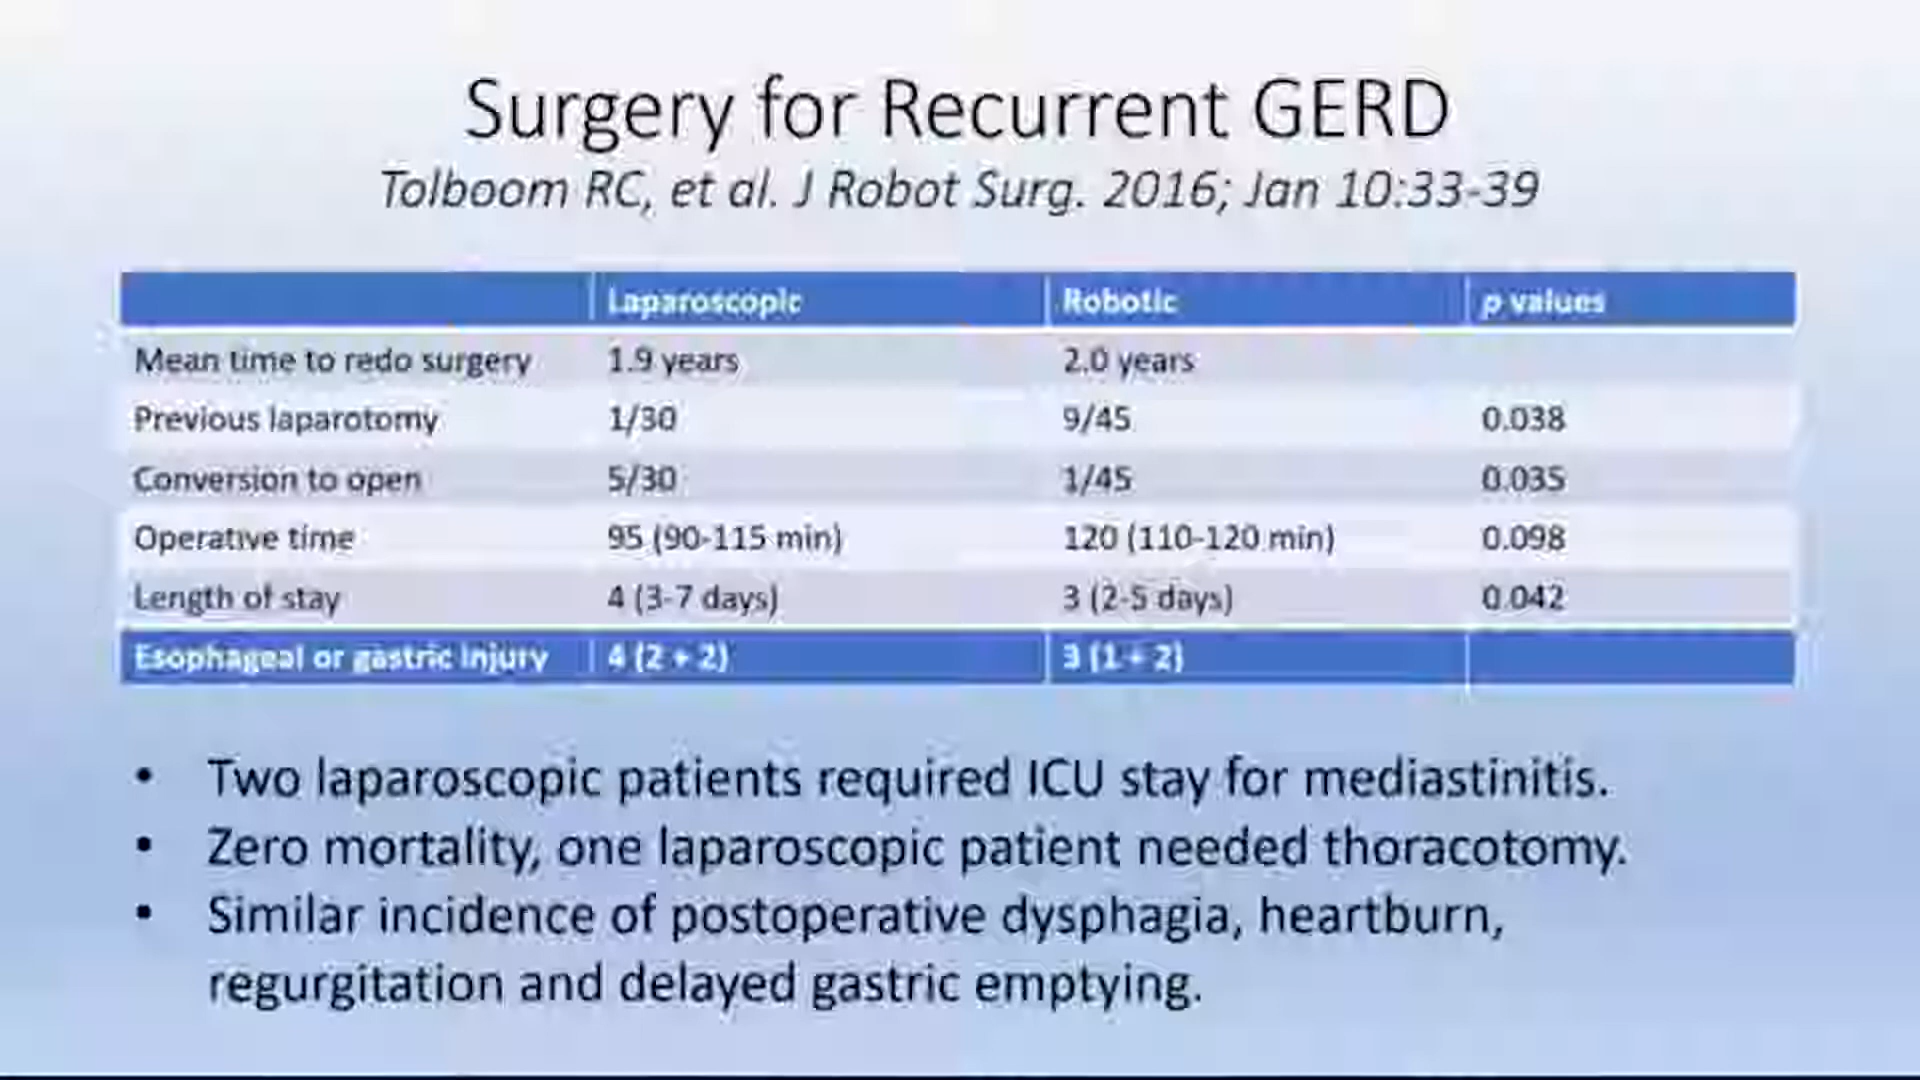 Surgery for Recurrent GERD
Tolboom RC, et al. J Robot Surg. 2016; Jan 10:33-39
Laparoscopic Robotic p values
Mean time to redo surgery 1.9 years 2.0 years
Previous laparotomy 1/30 9/45 0.038
Conversion to open 5/30 1/45 0.035
Operative time 95 (90-115 min) 120 (110-120 min) 0.098
Length of stay 4 (3-7 days) 3 (2-5 days) 0.042
Esophageal or gastric injury 4 (2 + 2) 3 (1 + 2)
• Two laparoscopic patients required ICU stay for mediastinitis.
• Zero mortality, one laparoscopic patient needed thoracotomy.
• Similar incidence of postoperative dysphagia, heartburn,
regurgitation and delayed gastric emptying.